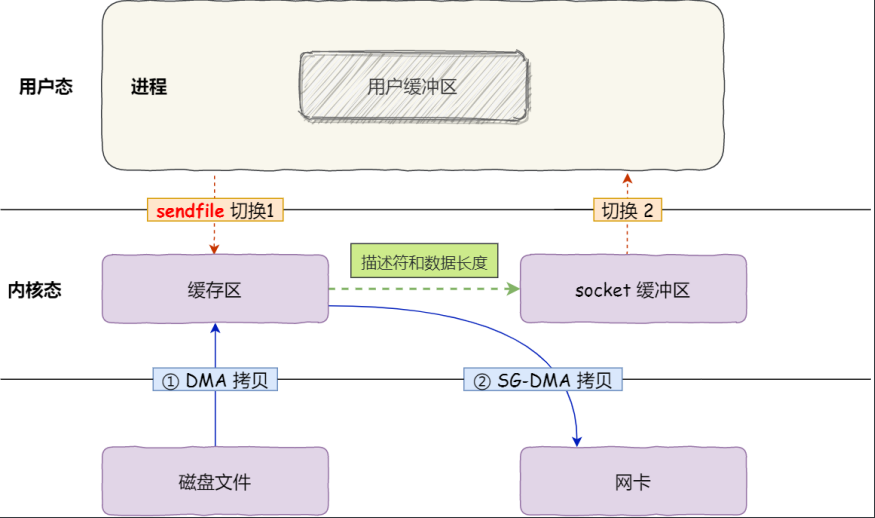 用户态
进程
用户缓冲区
sendfile 切换1
切换 2
描述符和数据长度
内核态
缓存区
socket 缓冲区
① DMA 拷贝
② SG-DMA 拷贝
磁盘文件
网卡